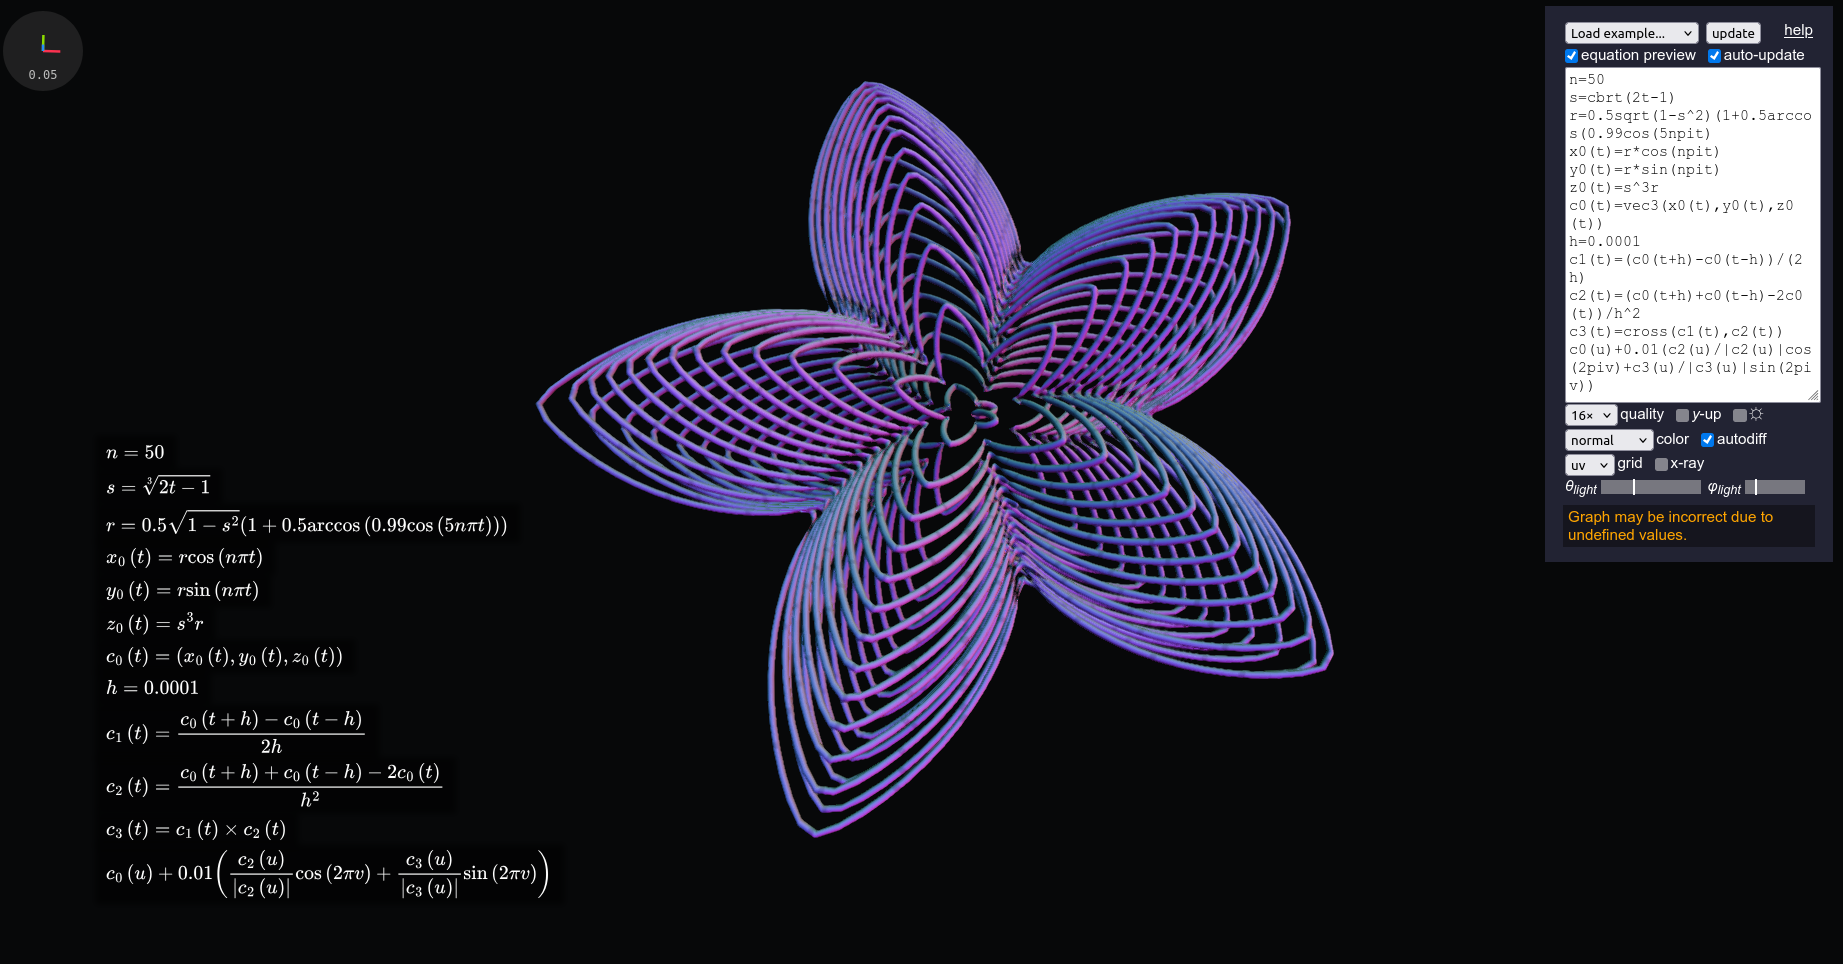 0.05
n = 50
s = ∛(2t − 1)
r = 0.5√(1 − s²)(1 + 0.5arccos (0.99cos (5nπt)))
x₀ (t) = rcos (nπt)
y₀ (t) = rsin (nπt)
z₀ (t) = s³r
c₀ (t) = (x₀ (t), y₀ (t), z₀ (t))
h = 0.0001
c₁ (t) = (c₀ (t + h) − c₀ (t − h))/(2h)
c₂ (t) = (c₀ (t + h) + c₀ (t − h) − 2c₀ (t))/h²
c₃ (t) = c₁ (t) × c₂ (t)
c₀ (u) + 0.01(c₂ (u)/|c₂ (u)| cos (2πv) + c₃ (u)/|c₃ (u)| sin (2πv))
Load example... update help
equation preview auto-update
n=50
s=cbrt(2t-1)
r=0.5sqrt(1-s^2)(1+0.5arcco
s(0.99cos(5npit)
x0(t)=r*cos(npit)
y0(t)=r*sin(npit)
z0(t)=s^3r
c0(t)=vec3(x0(t),y0(t),z0
(t))
h=0.0001
c1(t)=(c0(t+h)-c0(t-h))/(2
h)
c2(t)=(c0(t+h)+c0(t-h)-2c0
(t))/h^2
c3(t)=cross(c1(t),c2(t))
c0(u)+0.01(c2(u)/|c2(u)|cos
(2piv)+c3(u)/|c3(u)|sin(2pi
v))
16× quality y-up
normal color autodiff
uv grid x-ray
θlight φlight
Graph may be incorrect due to
undefined values.